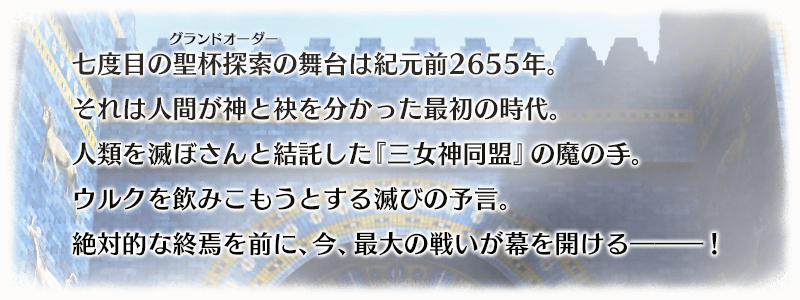 グランドオーダー
七度目の聖杯探索の舞台は紀元前2655年。
それは人間が神と袂を分かった最初の時代。
人類を滅ぼさんと結託した『三女神同盟』の魔の手。
ウルクを飲みこもうとする滅びの予言。
絶対的な終焉を前に、今、最大の戦いが幕を開ける―――！